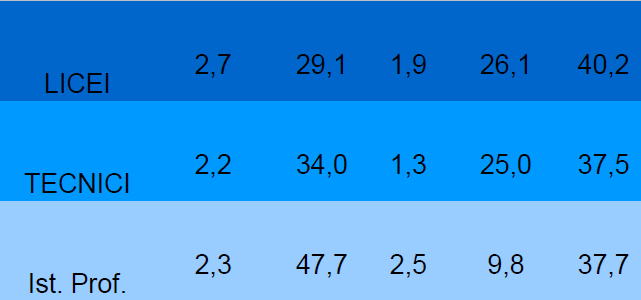 LICEI 2,7 29,1 1,9 26,1 40,2
TECNICI 2,2 34,0 1,3 25,0 37,5
Ist. Prof. 2,3 47,7 2,5 9,8 37,7